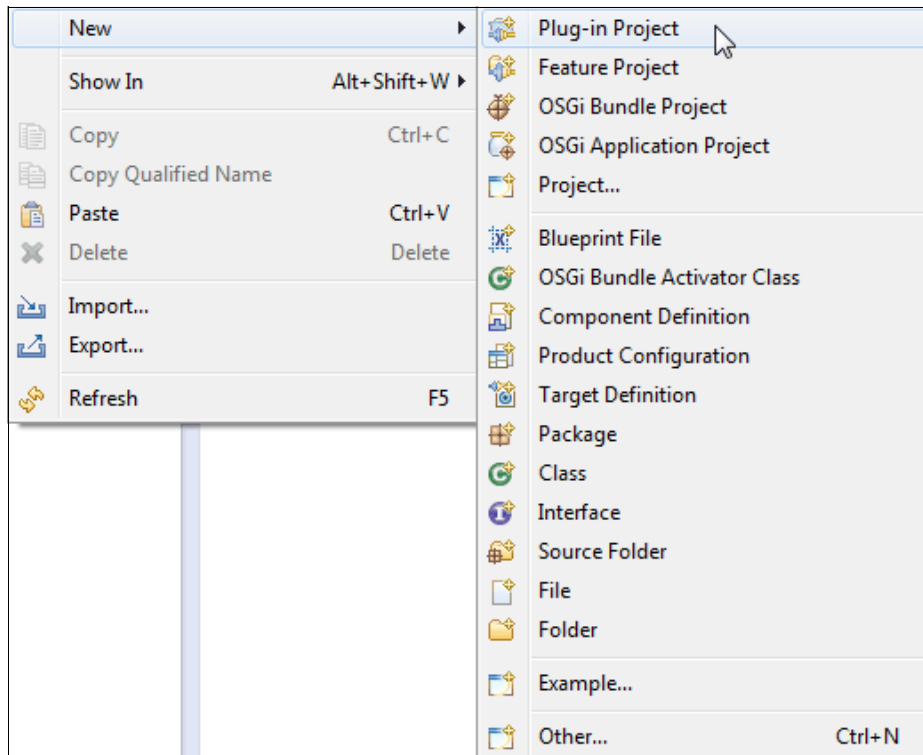 New
Show In Alt+Shift+W
Copy Ctrl+C
Copy Qualified Name
Paste Ctrl+V
Delete Delete
Import...
Export...
Refresh F5
Plug-in Project
Feature Project
OSGi Bundle Project
OSGi Application Project
Project...
Blueprint File
OSGi Bundle Activator Class
Component Definition
Product Configuration
Target Definition
Package
Class
Interface
Source Folder
File
Folder
Example...
Other... Ctrl+N